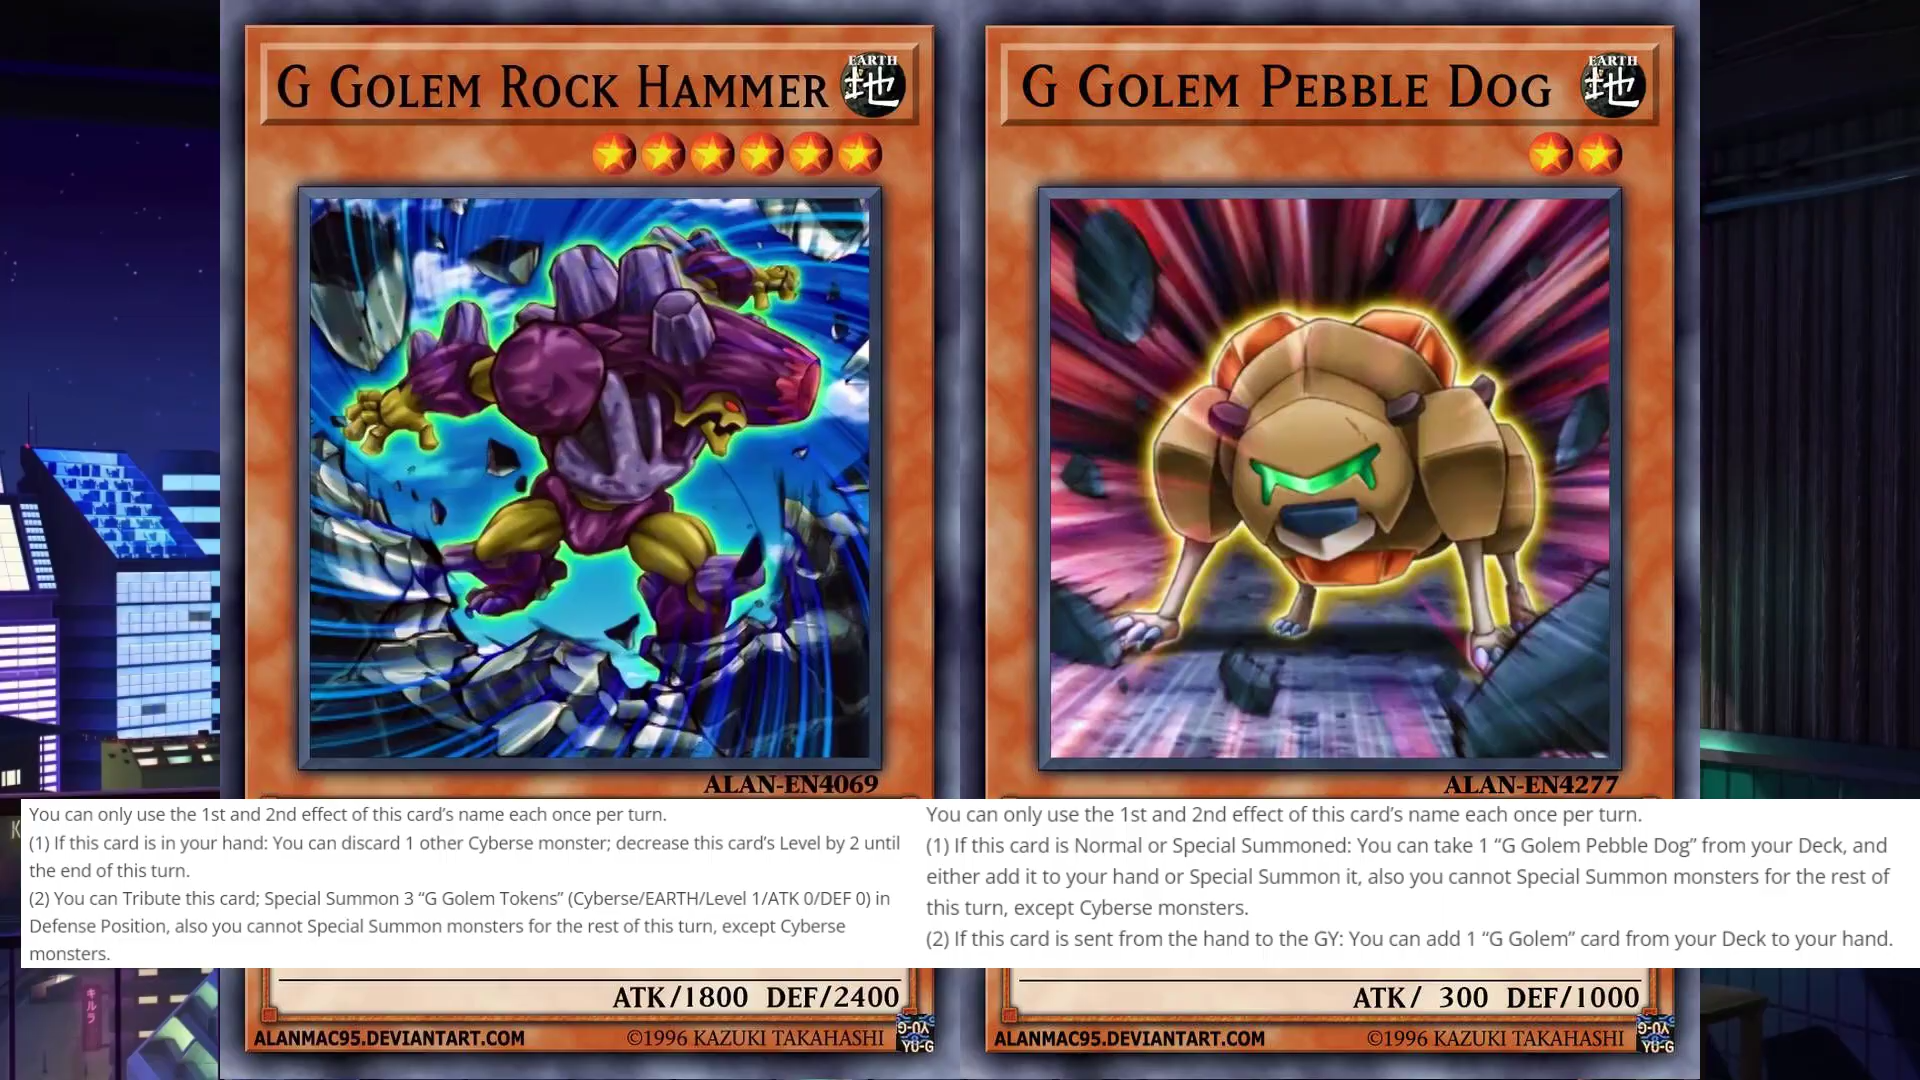 G GOLEM ROCK HAMMER
EARTH
地
G GOLEM PEBBLE DOG
EARTH
地
ALAN-EN4069
ALAN-EN4277
You can only use the 1st and 2nd effect of this card’s name each once per turn.
(1) If this card is in your hand: You can discard 1 other Cyberse monster; decrease this card’s Level by 2 until
the end of this turn.
(2) You can Tribute this card; Special Summon 3 “G Golem Tokens” (Cyberse/EARTH/Level 1/ATK 0/DEF 0) in
Defense Position, also you cannot Special Summon monsters for the rest of this turn, except Cyberse
monsters.
You can only use the 1st and 2nd effect of this card’s name each once per turn.
(1) If this card is Normal or Special Summoned: You can take 1 “G Golem Pebble Dog” from your Deck, and
either add it to your hand or Special Summon it, also you cannot Special Summon monsters for the rest of
this turn, except Cyberse monsters.
(2) If this card is sent from the hand to the GY: You can add 1 “G Golem” card from your Deck to your hand.
キルラ
ATK/1800 DEF/2400
ATK/ 300 DEF/1000
ALANMAC95.DEVIANTART.COM
©1996 KAZUKI TAKAHASHI
YU-G
ALANMAC95.DEVIANTART.COM
©1996 KAZUKI TAKAHASHI
YU-G